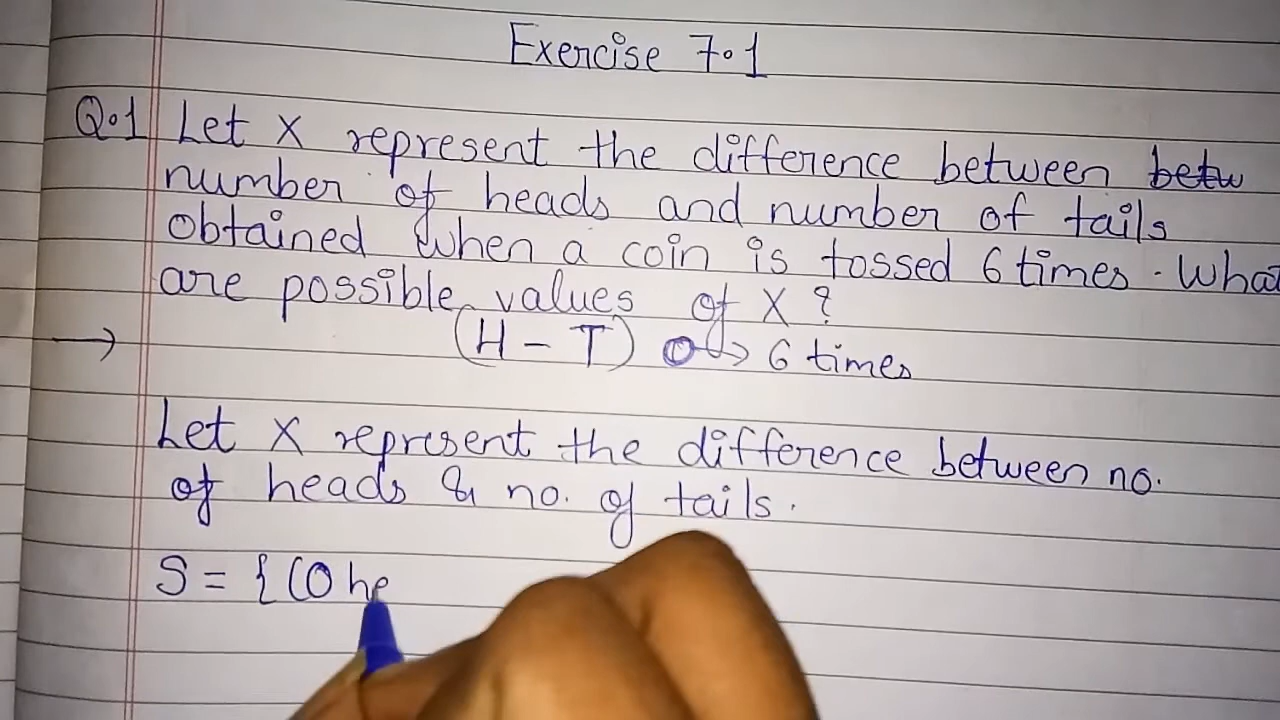 Exercise 7.1
Q.1 Let X represent the difference between betw
number of heads and number of tails
obtained when a coin is tossed 6 times. What
are possible values of X?
→ (H - T) → 6 times
Let X represent the difference between no.
of heads & no. of tails.
S = { (0 he